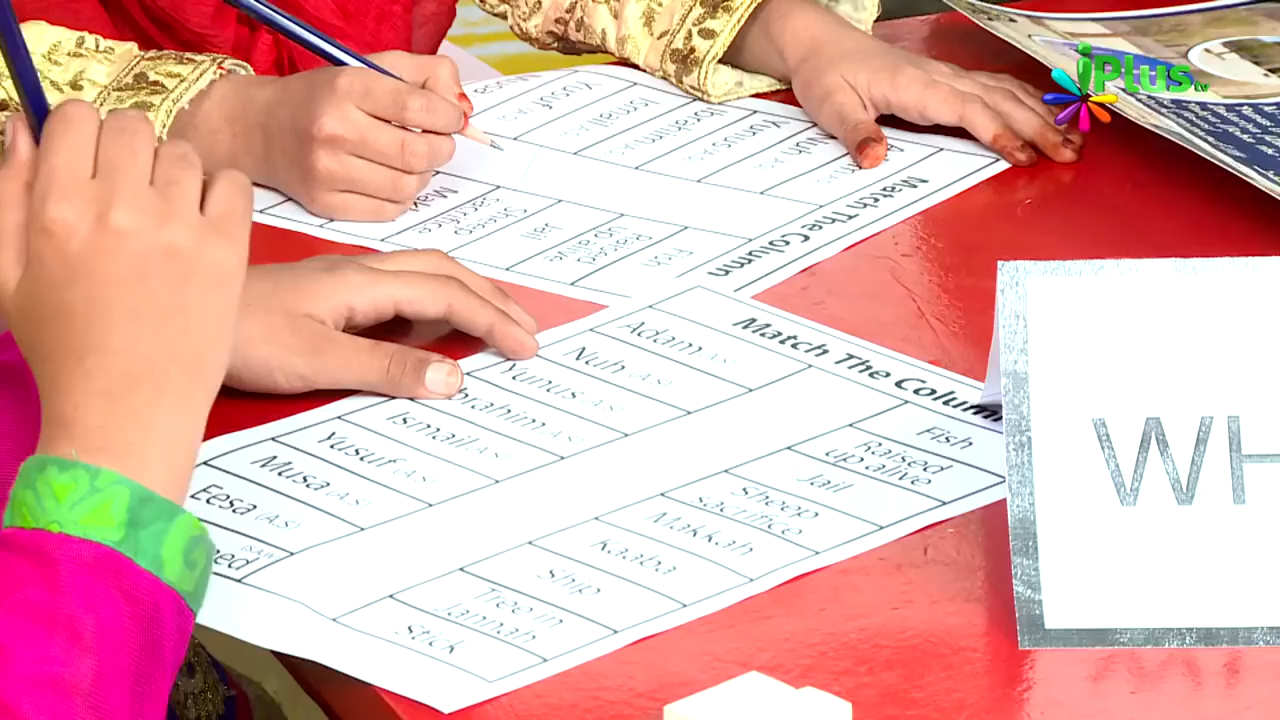 iPlus tv
Musa
Yusuf A.S
Ismail A.S
Ibrahim A.S
Yunus A.S
Nuh A.S
Match The Column
Sheep
Sacrifice
Jail
Raised
up alive
Fish
Match The Column
Adam (A.S)
Nuh (A.S)
Yunus (A.S)
Ibrahim (A.S)
Ismail (A.S)
Yusuf (A.S)
Musa (A.S)
Eesa (A.S)
Fish
Raised
up alive
Jail
Sheep
sacrifice
Makkah
Kaaba
Ship
Tree in
Jannah
Stick
WH